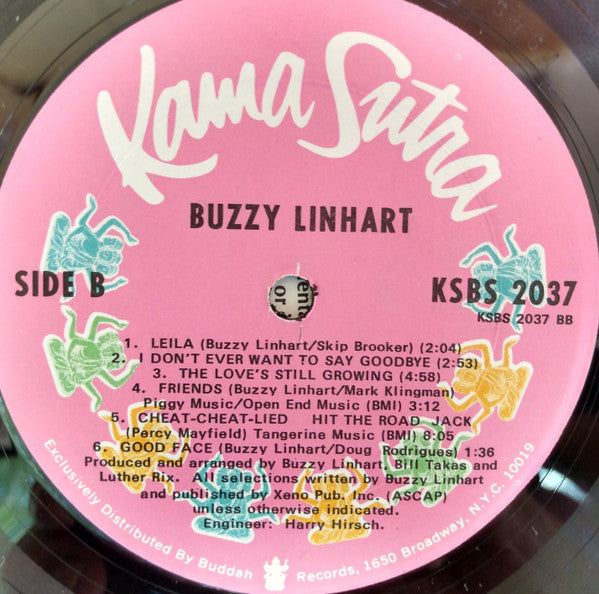 Kama Sutra
BUZZY LINHART
SIDE B
KSBS 2037
KSBS 2037 BB
1. LEILA (Buzzy Linhart/Skip Brooker) (2:04)
2. I DON'T EVER WANT TO SAY GOODBYE (2:53)
3. THE LOVE'S STILL GROWING (4:58)
4. FRIENDS (Buzzy Linhart/Mark Klingman)
Piggy Music/Open End Music (BMI) 3:12
5. CHEAT-CHEAT-LIED HIT THE ROAD JACK
(Percy Mayfield) Tangerine Music (BMI) 8:05
6. GOOD FACE (Buzzy Linhart/Doug Rodrigues) 1:36
Produced and arranged by Buzzy Linhart, Bill Takas and
Luther Rix. All selections written by Buzzy Linhart
and published by Xeno Pub. Inc. (ASCAP)
unless otherwise indicated.
Engineer: Harry Hirsch.
Exclusively Distributed By Buddah Records, 1650 Broadway, N.Y.C. 10019